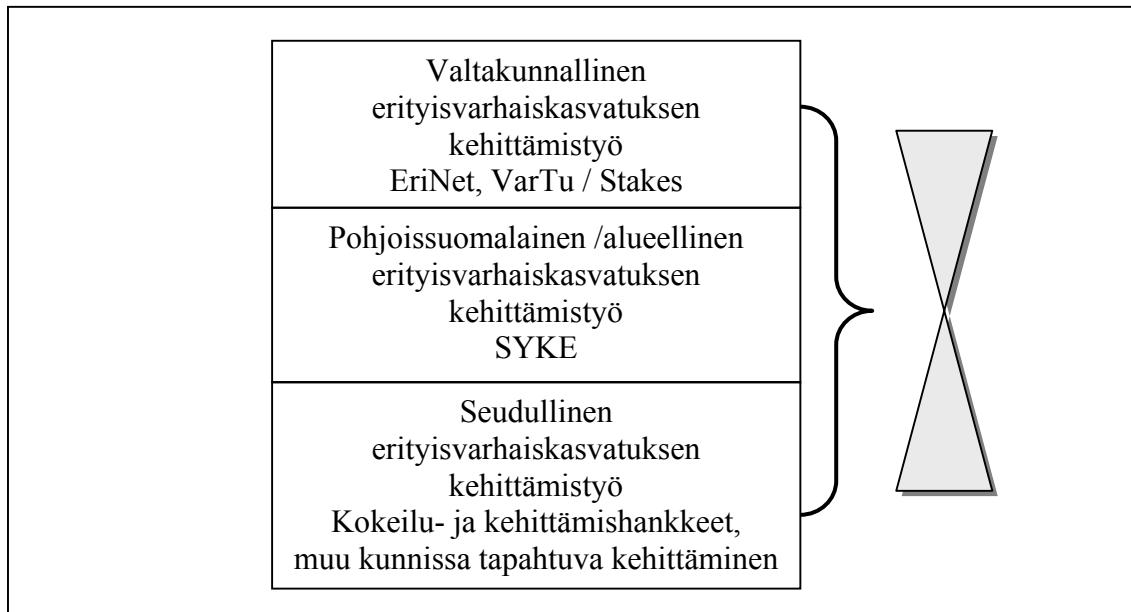 Valtakunnallinen
erityisvarhaiskasvatuksen
kehittämistyö
EriNet, VarTu / Stakes
Pohjoissuomalainen /alueellinen
erityisvarhaiskasvatuksen
kehittämistyö
SYKE
Seudullinen
erityisvarhaiskasvatuksen
kehittämistyö
Kokeilu- ja kehittämishankkeet,
muu kunnissa tapahtuva kehittäminen